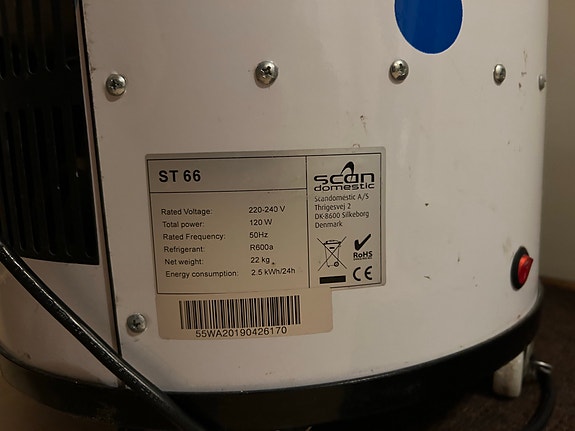 ST 66
Rated Voltage: 220-240 V
Total power: 120 W
Rated Frequency: 50Hz
Refrigerant: R600a
Net weight: 22 kg
Energy consumption: 2.5 kWh/24h
scan
domestic
Scandomestic A/S
Thrigesvej 2
DK-8600 Silkeborg
Denmark
RoHS
CE
55WA20190426170